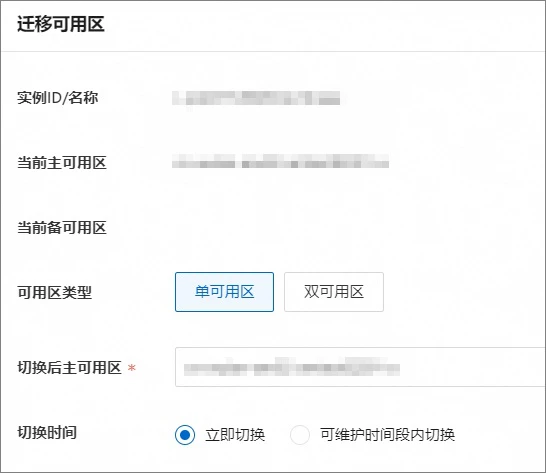 迁移可用区
实例ID/名称
当前主可用区
当前备可用区
可用区类型 单可用区 双可用区
切换后主可用区 *
切换时间 立即切换 可维护时间段内切换